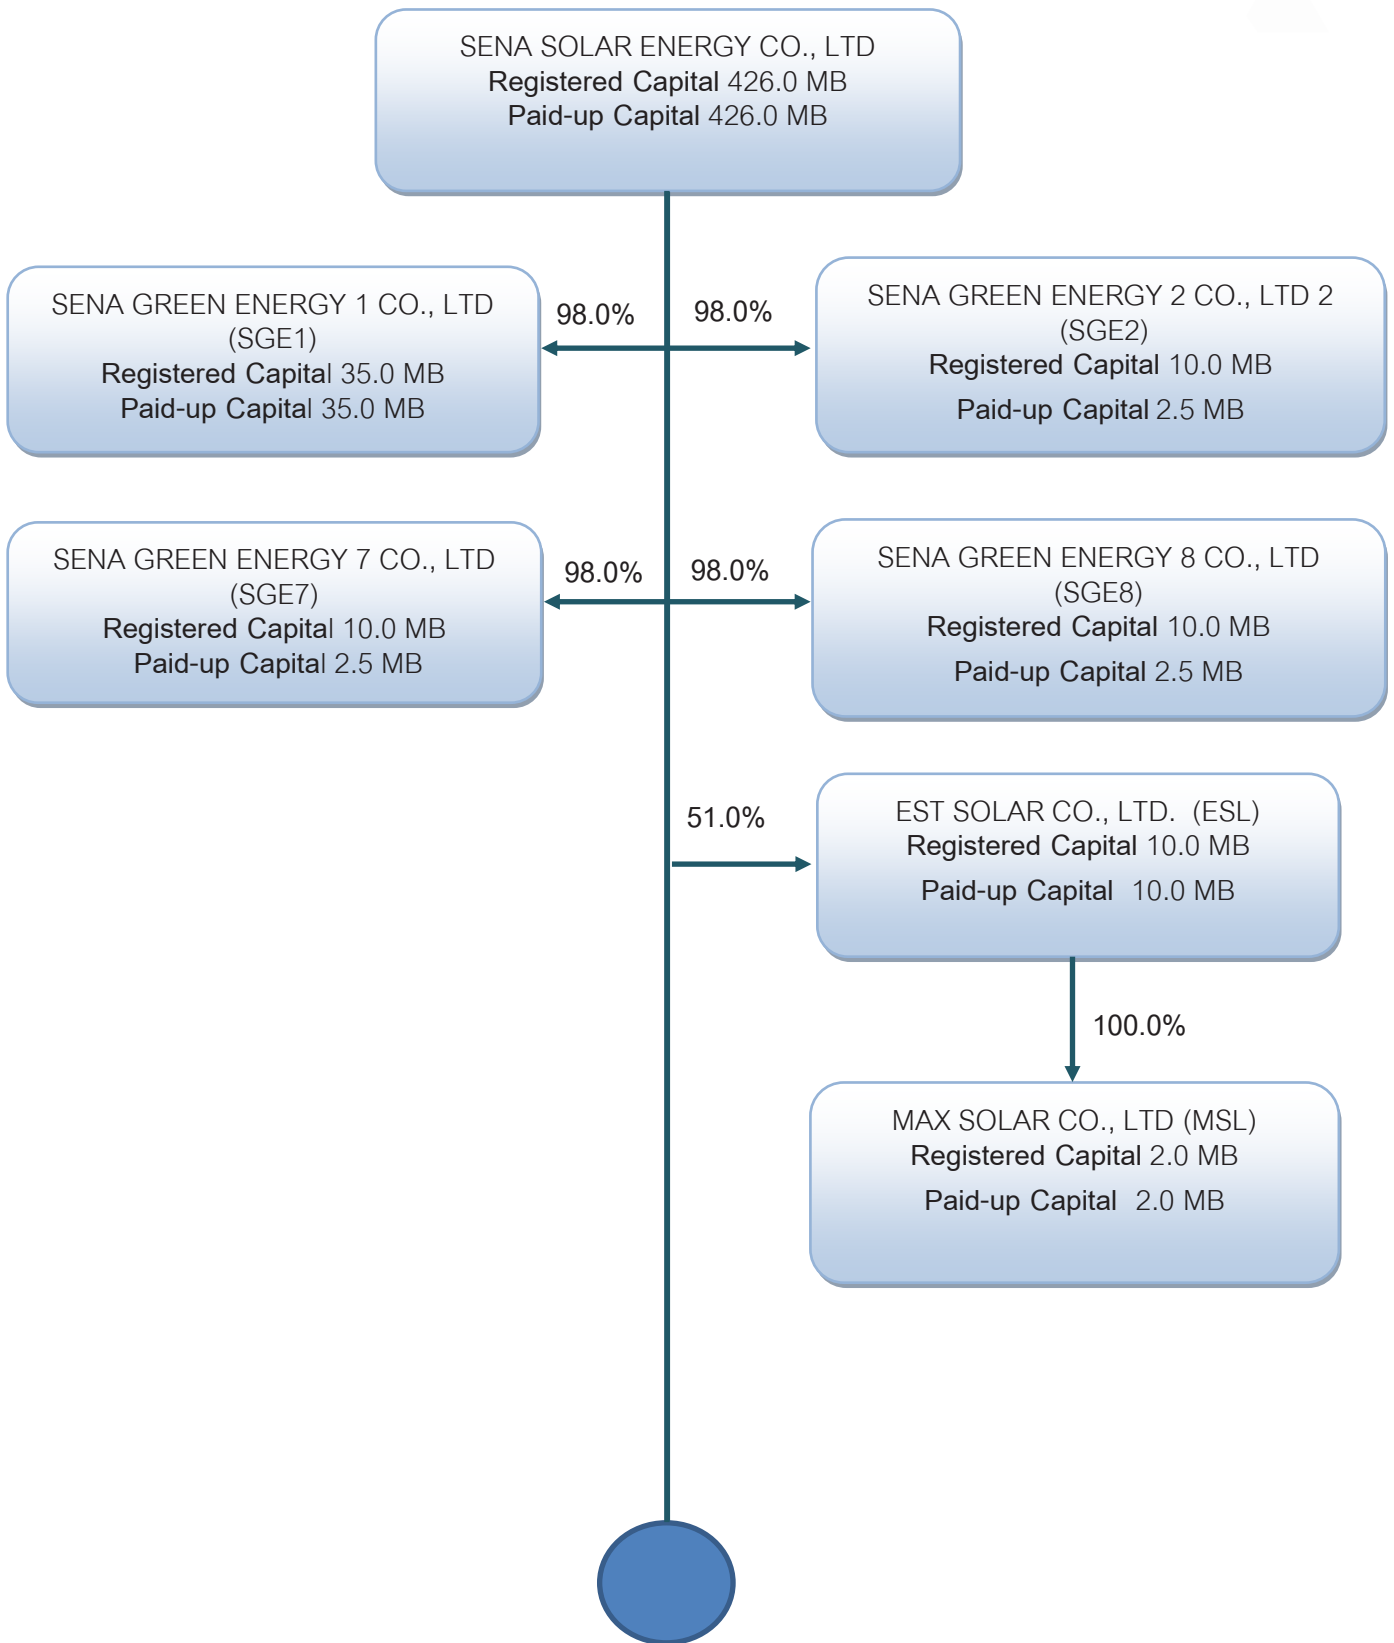 SENA SOLAR ENERGY CO., LTD
Registered Capital 426.0 MB
Paid-up Capital 426.0 MB
SENA GREEN ENERGY 1 CO., LTD
(SGE1)
Registered Capital 35.0 MB
Paid-up Capital 35.0 MB
98.0%
98.0%
SENA GREEN ENERGY 2 CO., LTD 2
(SGE2)
Registered Capital 10.0 MB
Paid-up Capital 2.5 MB
SENA GREEN ENERGY 7 CO., LTD
(SGE7)
Registered Capital 10.0 MB
Paid-up Capital 2.5 MB
98.0%
98.0%
SENA GREEN ENERGY 8 CO., LTD
(SGE8)
Registered Capital 10.0 MB
Paid-up Capital 2.5 MB
51.0%
EST SOLAR CO., LTD. (ESL)
Registered Capital 10.0 MB
Paid-up Capital 10.0 MB
100.0%
MAX SOLAR CO., LTD (MSL)
Registered Capital 2.0 MB
Paid-up Capital 2.0 MB